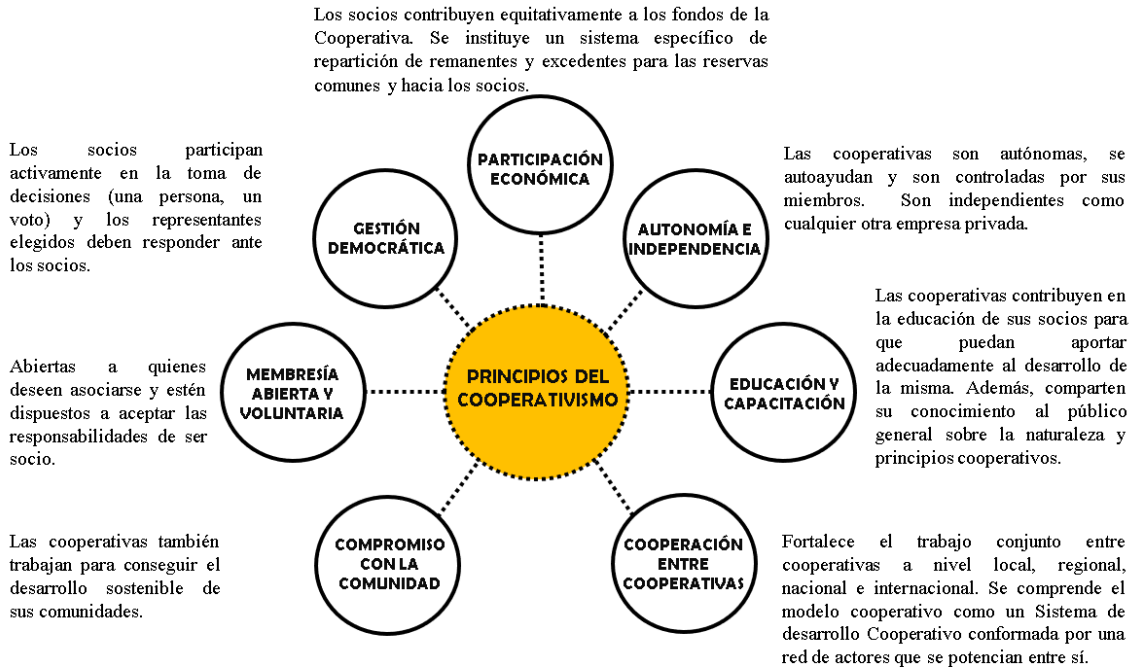 Los socios contribuyen equitativamente a los fondos de la
Cooperativa. Se instituye un sistema específico de
repartición de remanentes y excedentes para las reservas
comunes y hacia los socios.
PARTICIPACIÓN
ECONÓMICA
Los socios participan
activamente en la toma de
decisiones (una persona, un
voto) y los representantes
elegidos deben responder ante
los socios.
GESTIÓN
DEMOCRÁTICA
AUTONOMÍA E
INDEPENDENCIA
Las cooperativas son autónomas, se
autoayudan y son controladas por sus
miembros. Son independientes como
cualquier otra empresa privada.
Abiertas a quienes
deseen asociarse y estén
dispuestos a aceptar las
responsabilidades de ser
socio.
MEMBRESÍA
ABIERTA Y
VOLUNTARIA
PRINCIPIOS DEL
COOPERATIVISMO
EDUCACIÓN Y
CAPACITACIÓN
Las cooperativas contribuyen en
la educación de sus socios para
que puedan aportar
adecuadamente al desarrollo de
la misma. Además, comparten
su conocimiento al público
general sobre la naturaleza y
principios cooperativos.
Las cooperativas también
trabajan para conseguir el
desarrollo sostenible de
sus comunidades.
COMPROMISO
CON LA
COMUNIDAD
COOPERACIÓN
ENTRE
COOPERATIVAS
Fortalece el trabajo conjunto entre
cooperativas a nivel local, regional,
nacional e internacional. Se comprende el
modelo cooperativo como un Sistema de
desarrollo Cooperativo conformada por una
red de actores que se potencian entre sí.